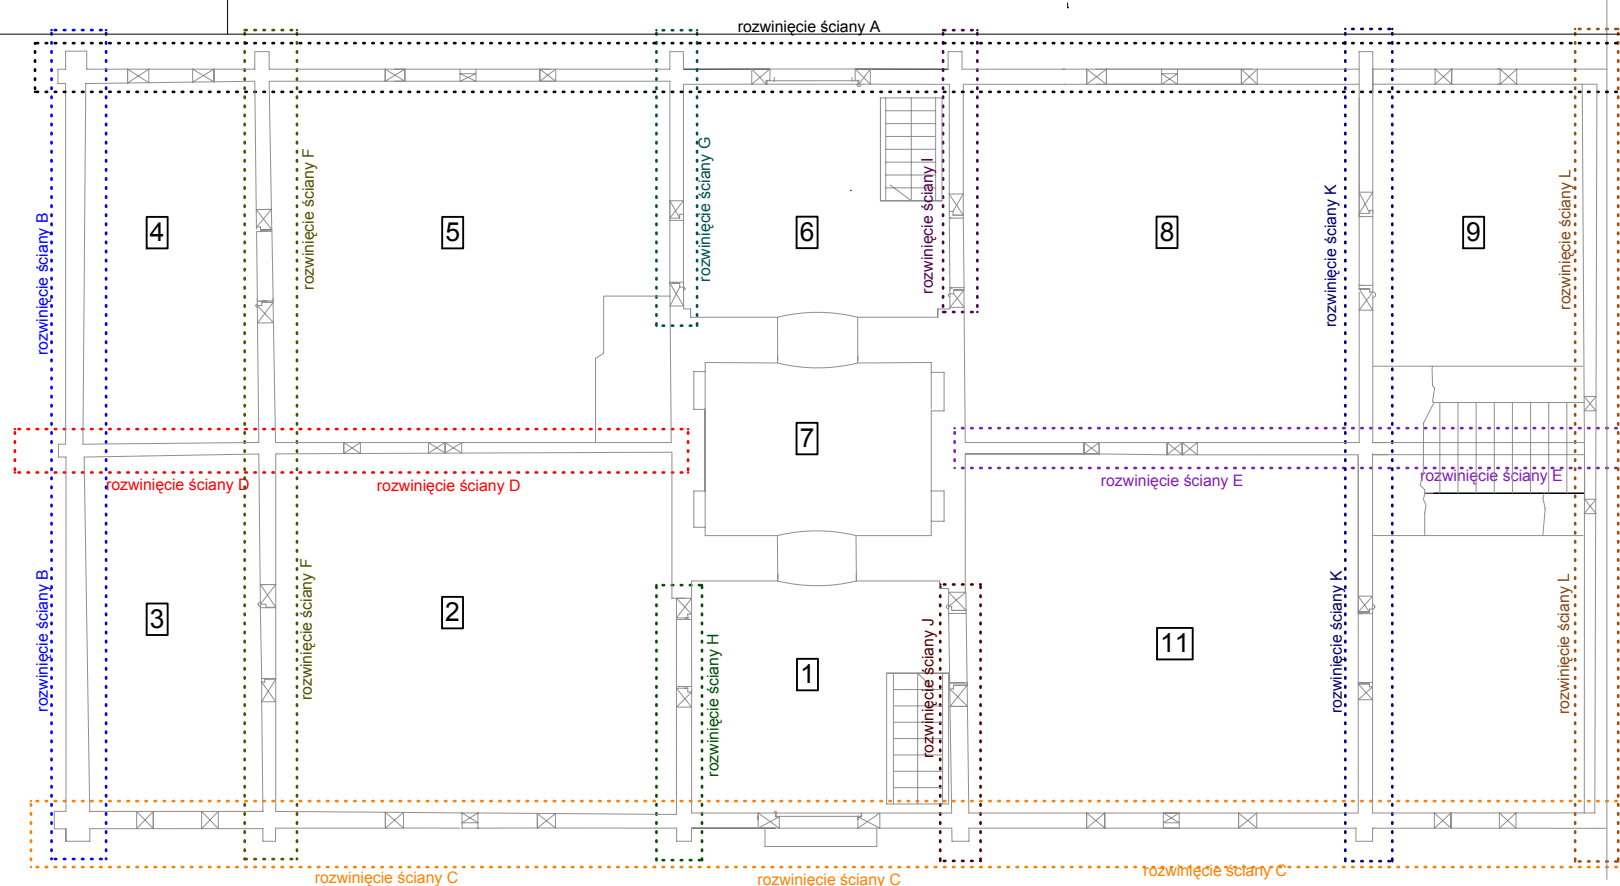 rozwinięcie ściany A
rozwinięcie ściany B
4
rozwinięcie ściany F
5
rozwinięcie ściany G
6
rozwinięcie ściany I
8
rozwinięcie ściany K
9
rozwinięcie ściany L
7
rozwinięcie ściany D
rozwinięcie ściany D
rozwinięcie ściany E
rozwinięcie ściany E
rozwinięcie ściany B
3
rozwinięcie ściany F
2
rozwinięcie ściany H
1
rozwinięcie ściany J
11
rozwinięcie ściany K
rozwinięcie ściany L
rozwinięcie ściany C
rozwinięcie ściany C
rozwinięcie ściany C